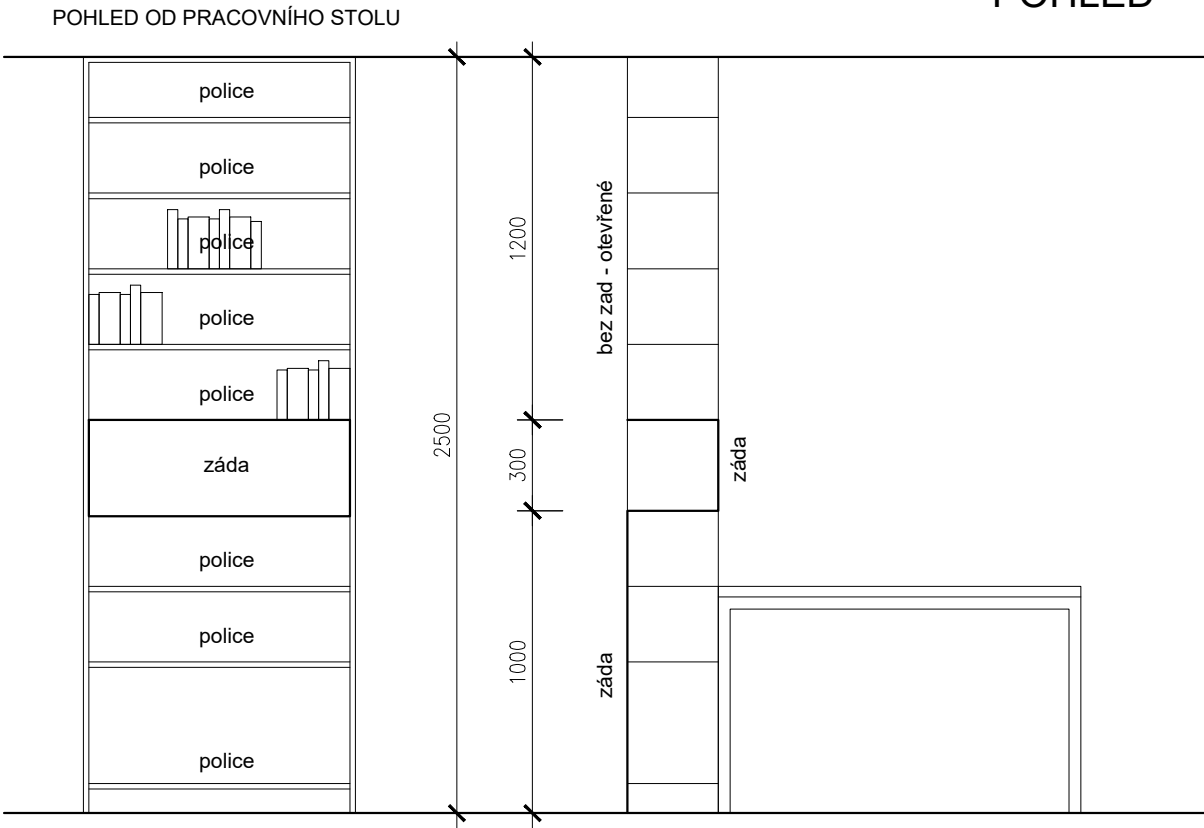 POHLED
POHLED OD PRACOVNÍHO STOLU
police
police
police
police
police
záda
police
police
police
2500
1200
300
1000
bez zad - otevřené
záda
záda